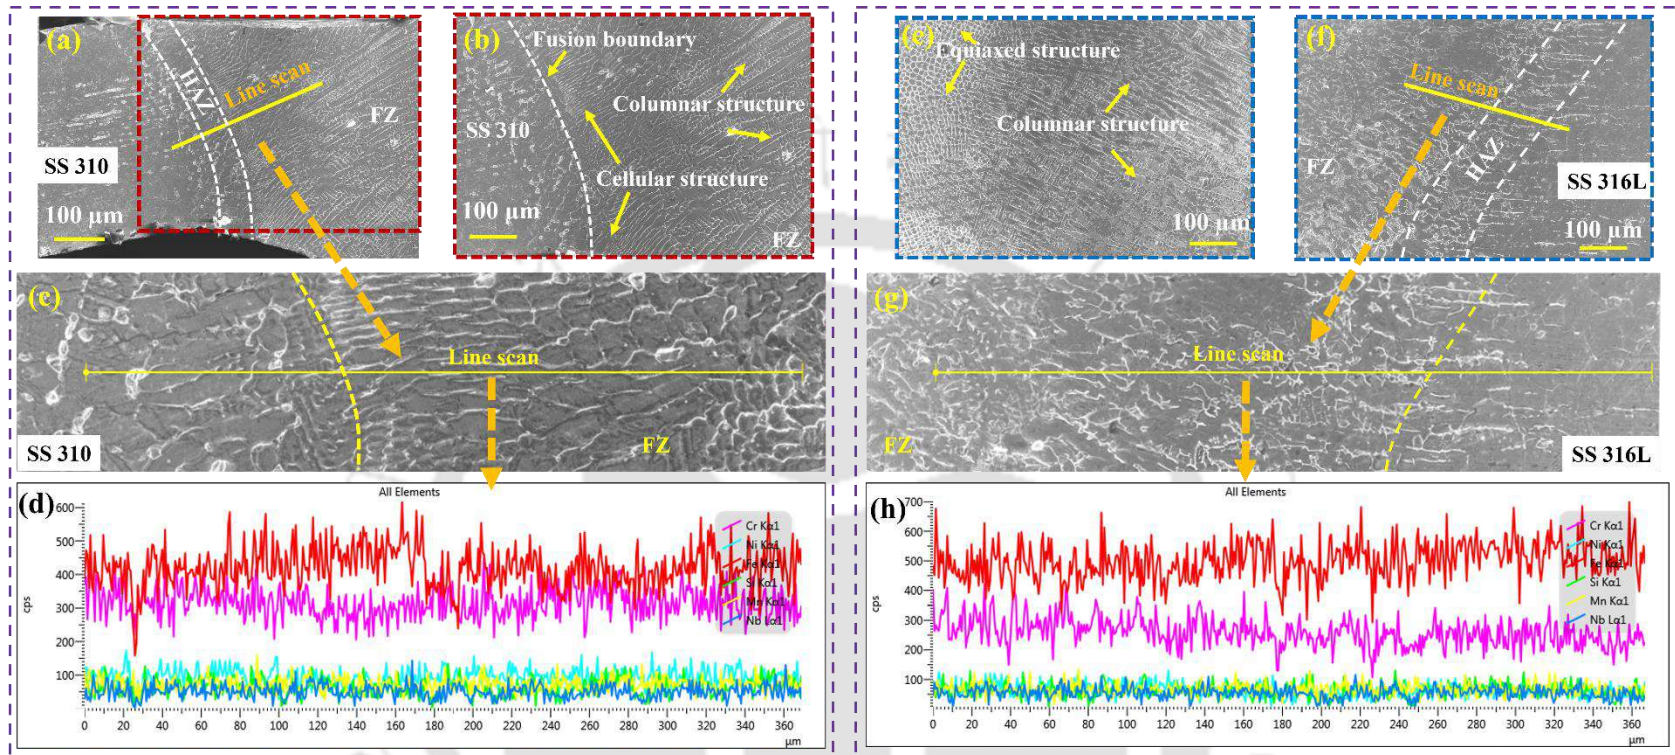 (a)
HAZ
Line scan
FZ
SS 310
100 µm
(b)
Fusion boundary
Columnar structure
SS 310
Cellular structure
100 µm
FZ
(e)
Equiaxed structure
Columnar structure
100 µm
(f)
Line scan
FZ
HAZ
SS 316L
100 µm
(c)
Line scan
SS 310
FZ
(g)
Line scan
FZ
SS 316L
(d)
All Elements
600
500
400
300
200
100
cps
Cr Kα1
Ni Kα1
Fe Kα1
Si Kα1
Mn Kα1
Nb Lα1
0 20 40 60 80 100 120 140 160 180 200 220 240 260 280 300 320 340 360
µm
(h)
All Elements
700
600
500
400
300
200
100
cps
Cr Kα1
Ni Kα1
Fe Kα1
Si Kα1
Mn Kα1
Nb Lα1
0 20 40 60 80 100 120 140 160 180 200 220 240 260 280 300 320 340 360
µm